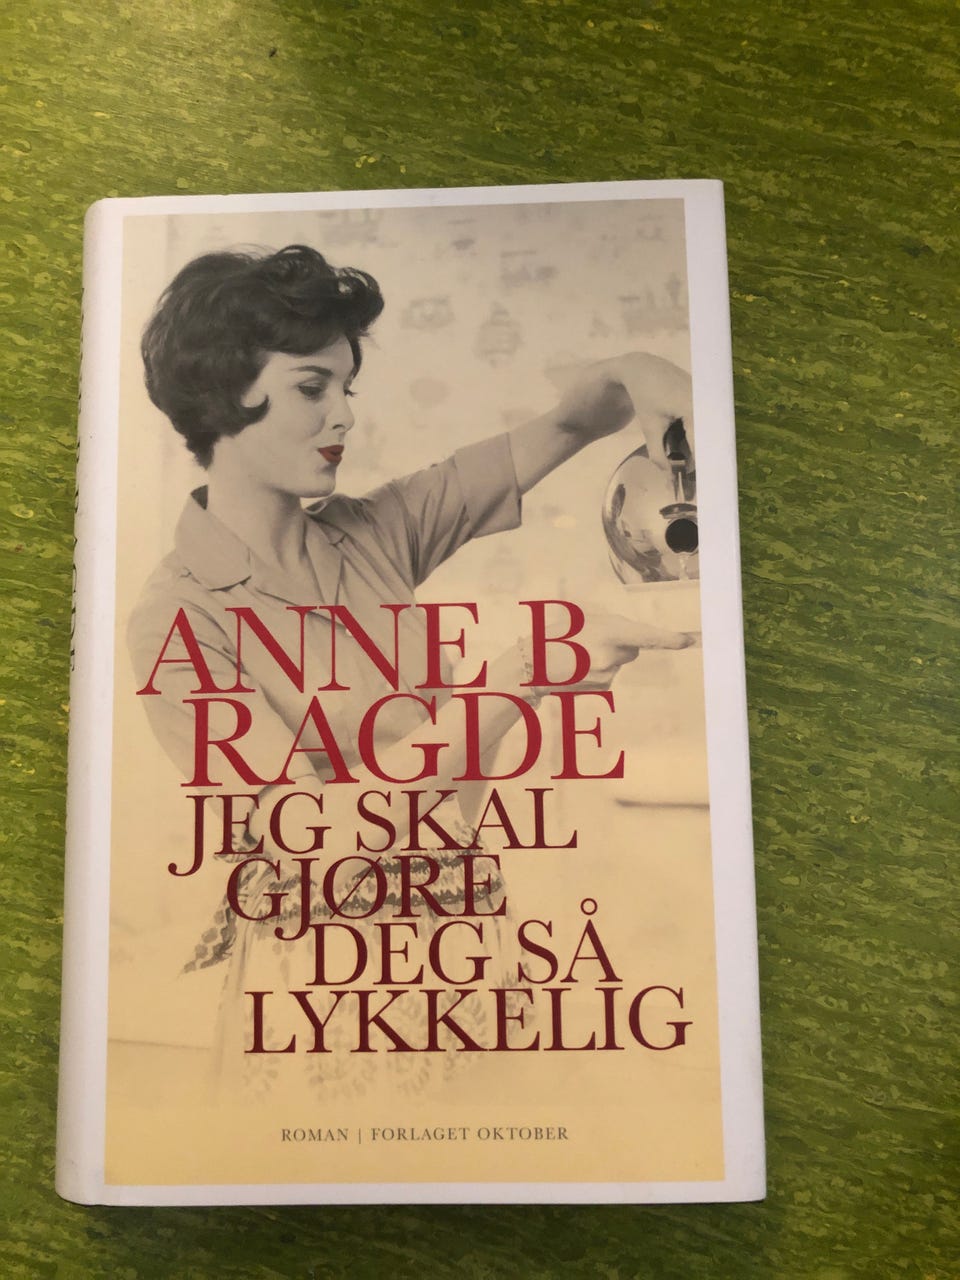 ANNE B
RAGDE
JEG SKAL
GJØRE
DEG SÅ
LYKKELIG
ROMAN | FORLAGET OKTOBER